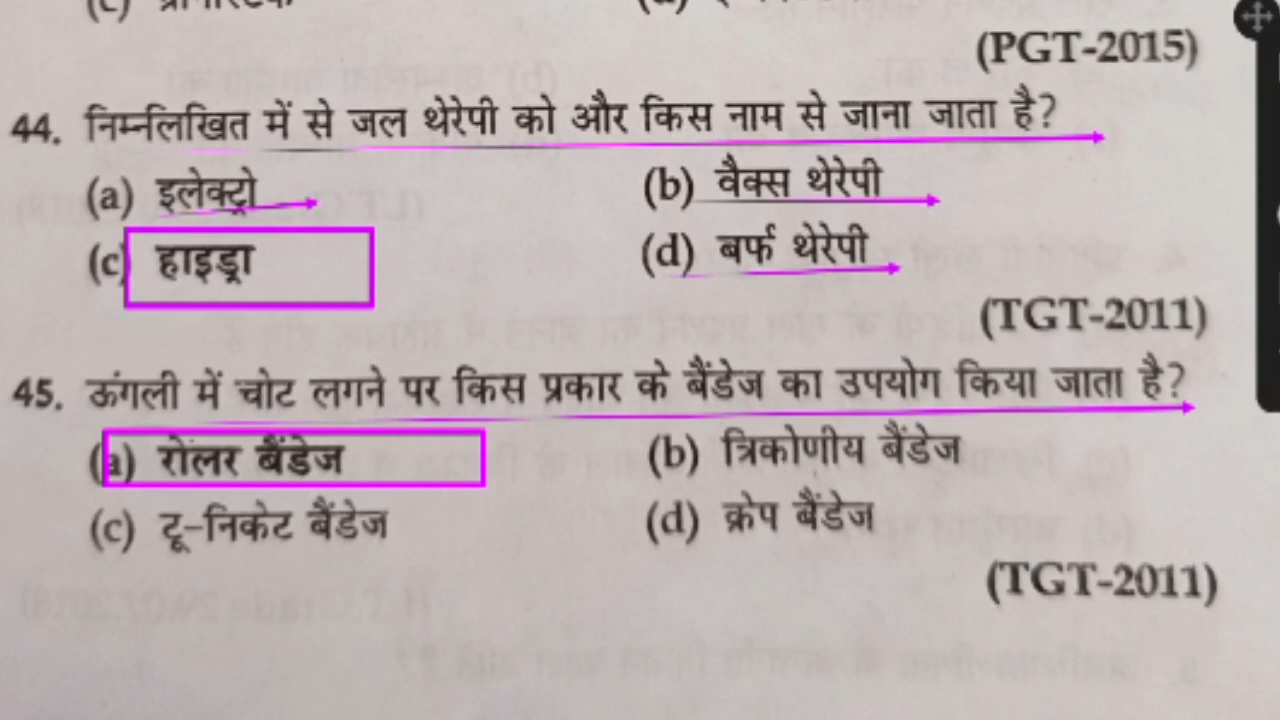 (PGT-2015)
44. निम्नलिखित में से जल थेरेपी को और किस नाम से जाना जाता है?
(a) इलेक्ट्रो (b) वैक्स थेरेपी
(c) हाइड्रा (d) बर्फ थेरेपी
(TGT-2011)
45. ऊंगली में चोट लगने पर किस प्रकार के बैंडेज का उपयोग किया जाता है?
(a) रोलर बैंडेज (b) त्रिकोणीय बैंडेज
(c) टू-निकेट बैंडेज (d) क्रेप बैंडेज
(TGT-2011)